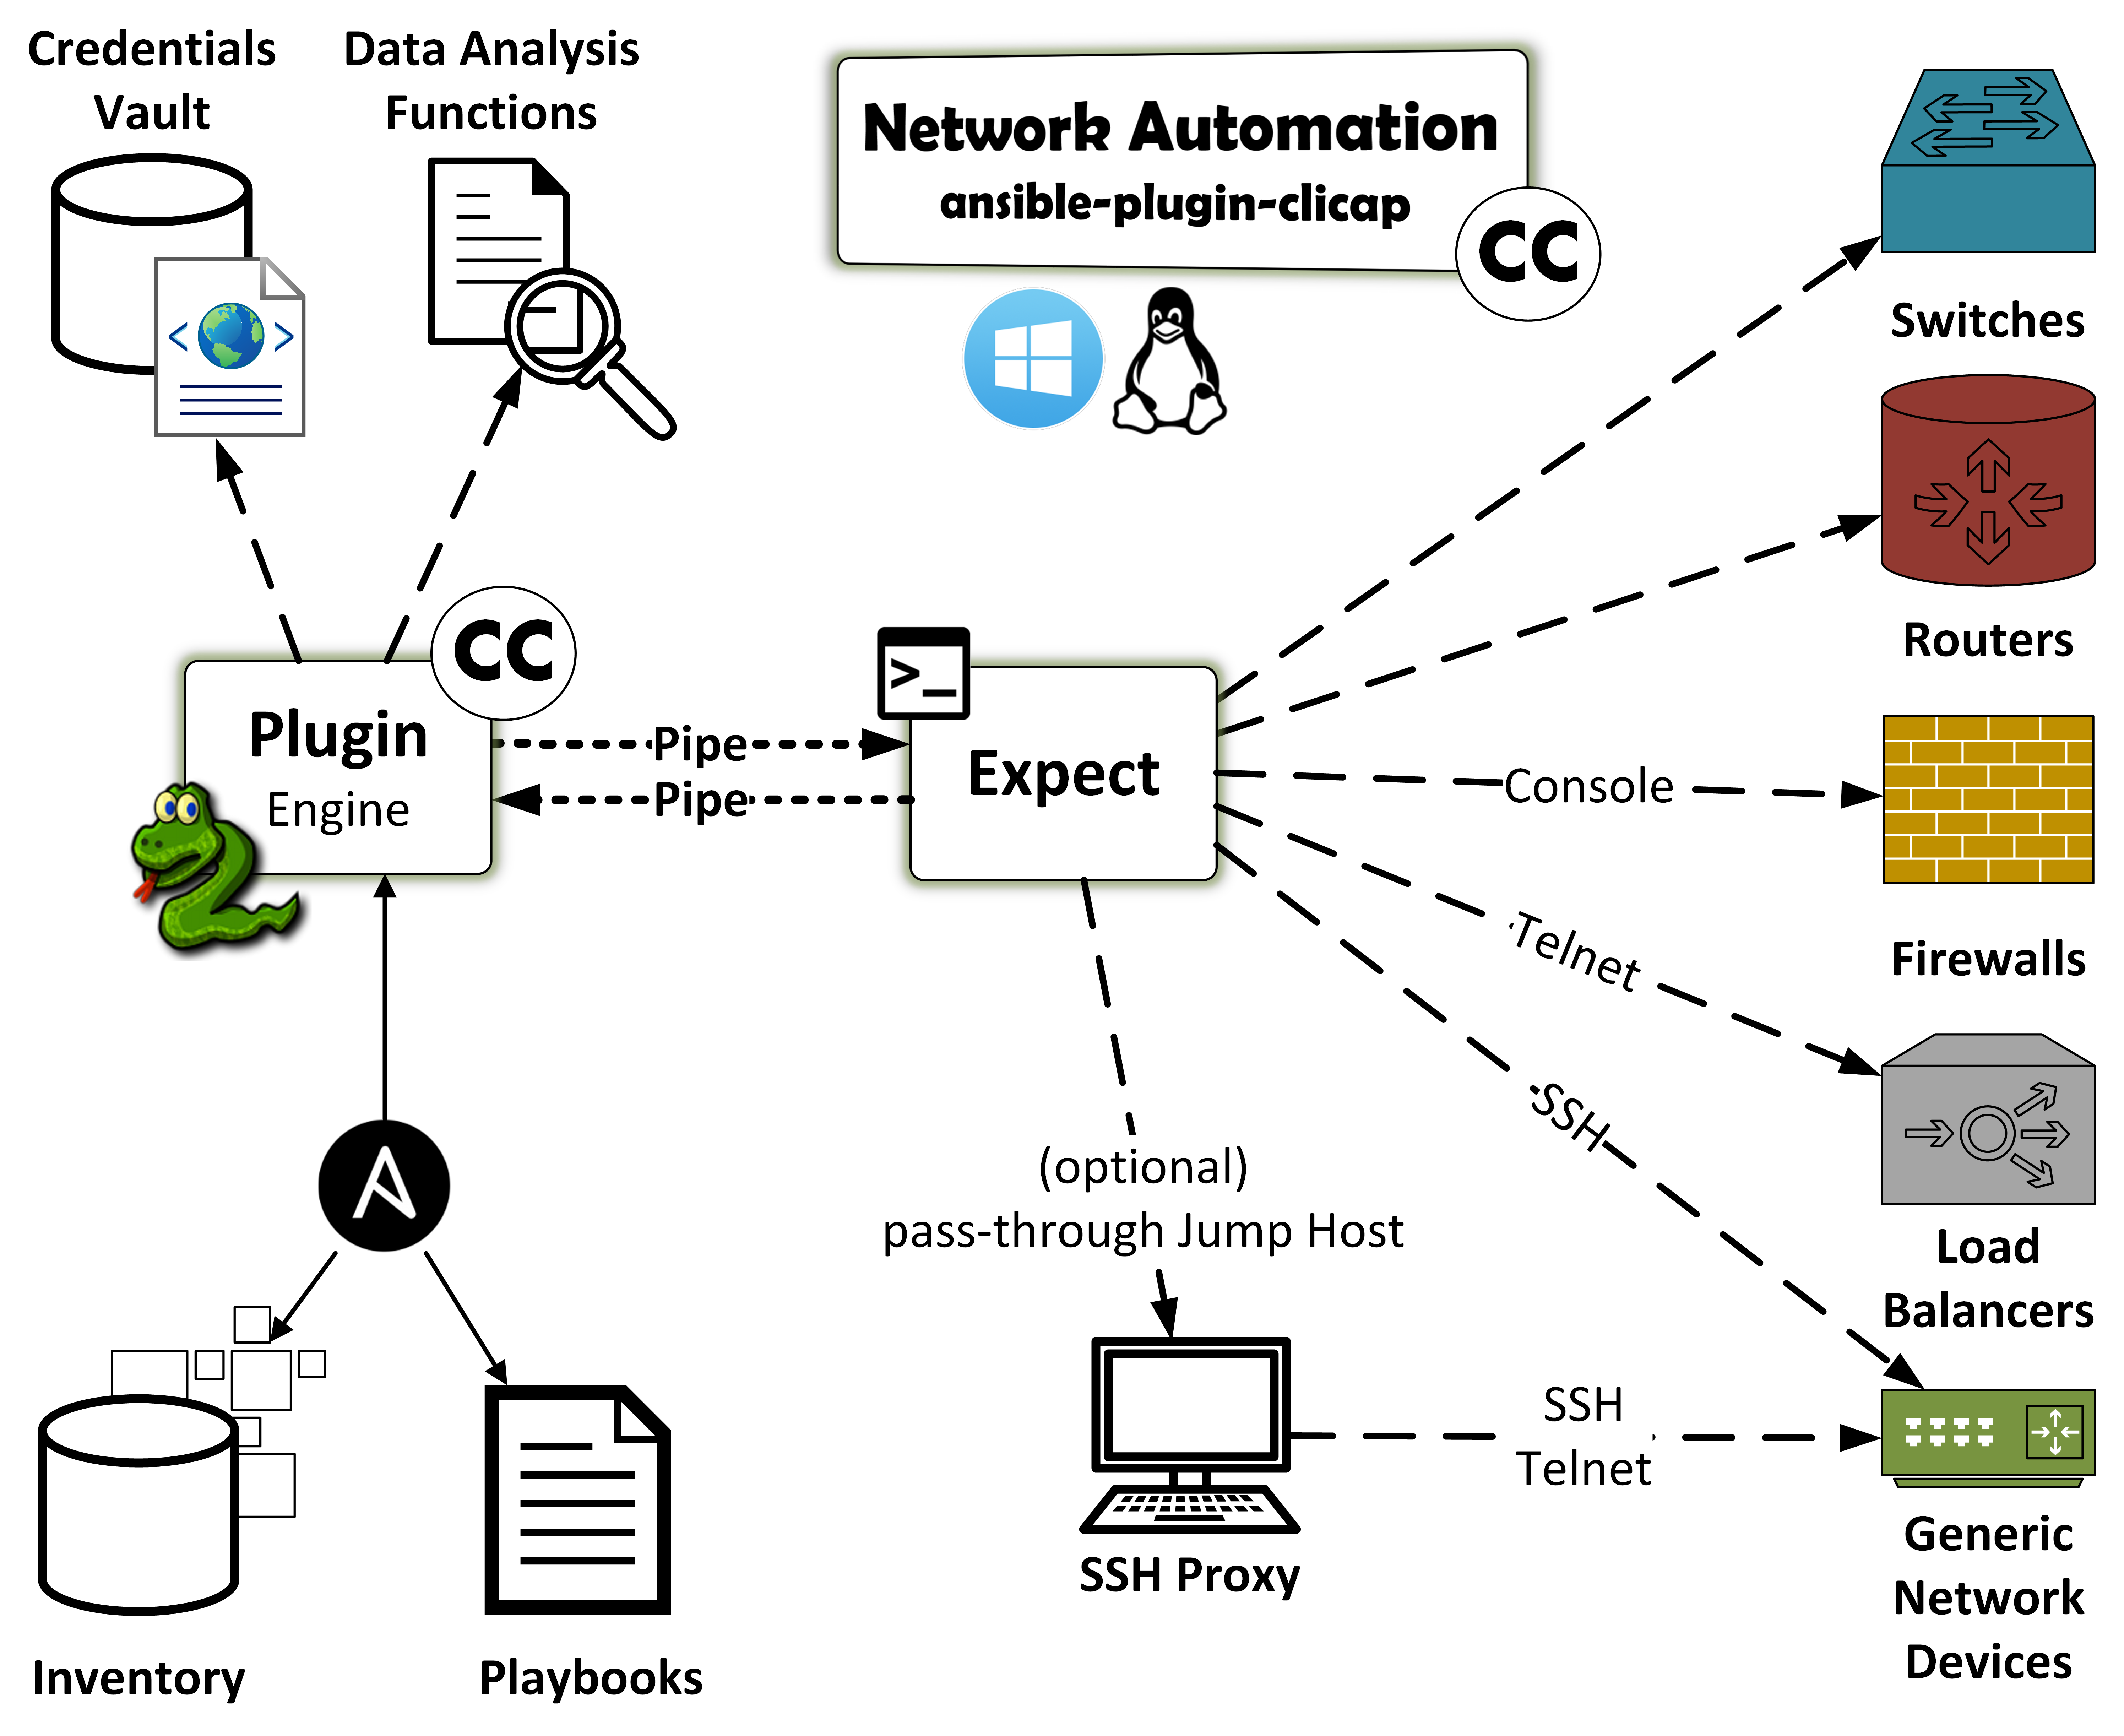 Credentials
Vault
Data Analysis
Functions
Network Automation
ansible-plugin-clicap
CC
Switches
Routers
CC
Plugin
Engine
Pipe
Pipe
>_
Expect
Console
Firewalls
Telnet
SSH
(optional)
pass-through Jump Host
Load
Balancers
SSH
Telnet
SSH Proxy
Generic
Network
Devices
Inventory
Playbooks